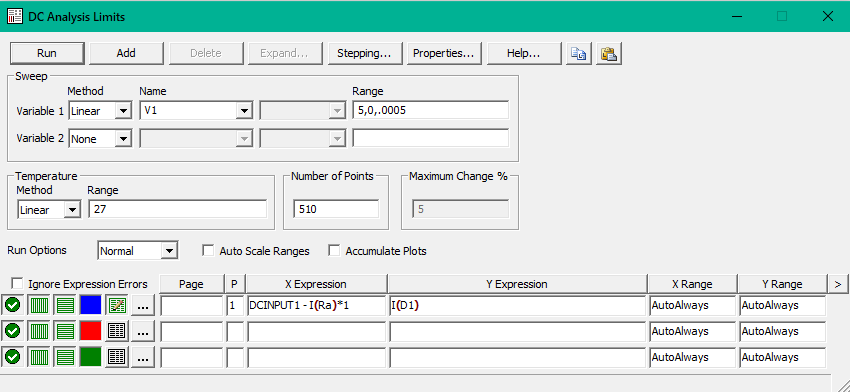 DC Analysis Limits
Run Add Delete Expand... Stepping... Properties... Help...
Sweep
Method Name Range
Variable 1 Linear V1 5,0,.0005
Variable 2 None
Temperature Number of Points Maximum Change %
Method Range
Linear 27 510 5
Run Options Normal Auto Scale Ranges Accumulate Plots
Ignore Expression Errors Page P X Expression Y Expression X Range Y Range >
... 1 DCINPUT1 - I(Ra)*1 I(D1) AutoAlways AutoAlways
... AutoAlways AutoAlways
... AutoAlways AutoAlways